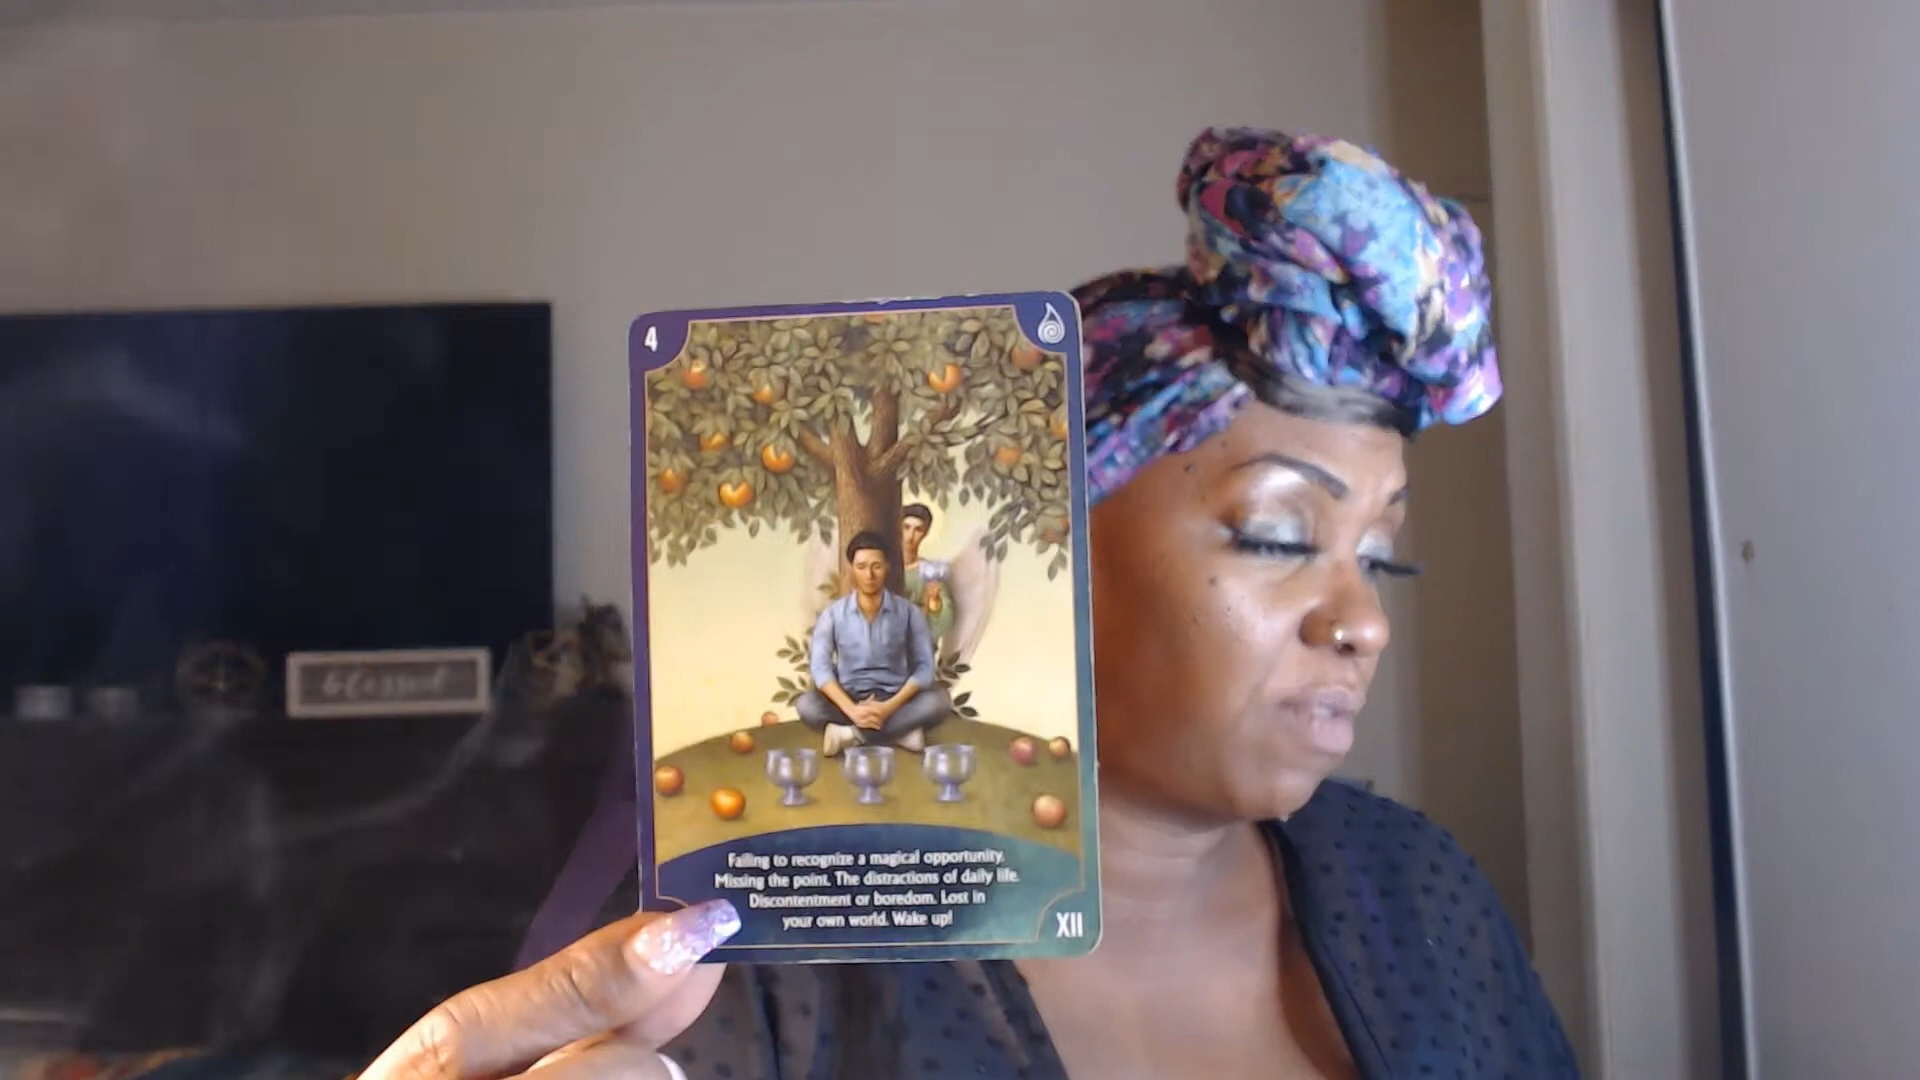 4
Failing to recognize a magical opportunity.
Missing the point. The distractions of daily life.
Discontentment or boredom. Lost in
your own world. Wake up!
XII
blessed